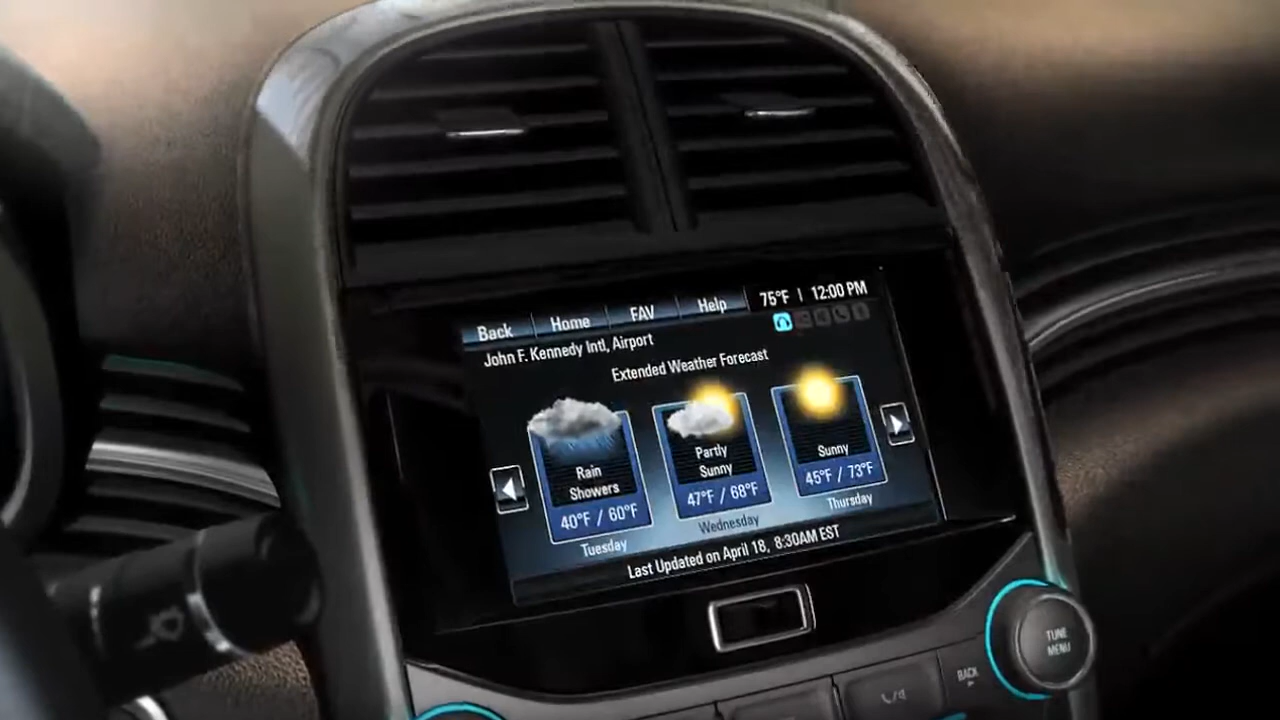 Back Home FAV Help 75°F | 12:00 PM
John F. Kennedy Intl, Airport
Extended Weather Forecast
Rain
Showers
40°F / 60°F
Tuesday
Partly
Sunny
47°F / 68°F
Wednesday
Sunny
45°F / 73°F
Thursday
Last Updated on April 18, 8:30AM EST
TUNE
MENU
BACK